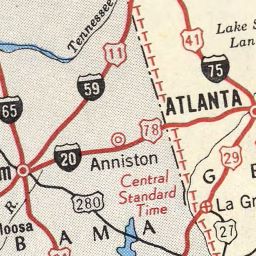 Tennessee
11
41
Lake S
Lan
75
59
65
ATLANTA
78
20
Anniston
29
m
Central
Standard
Time
280
G
E
La Gr
27
R
loosa
B A M A